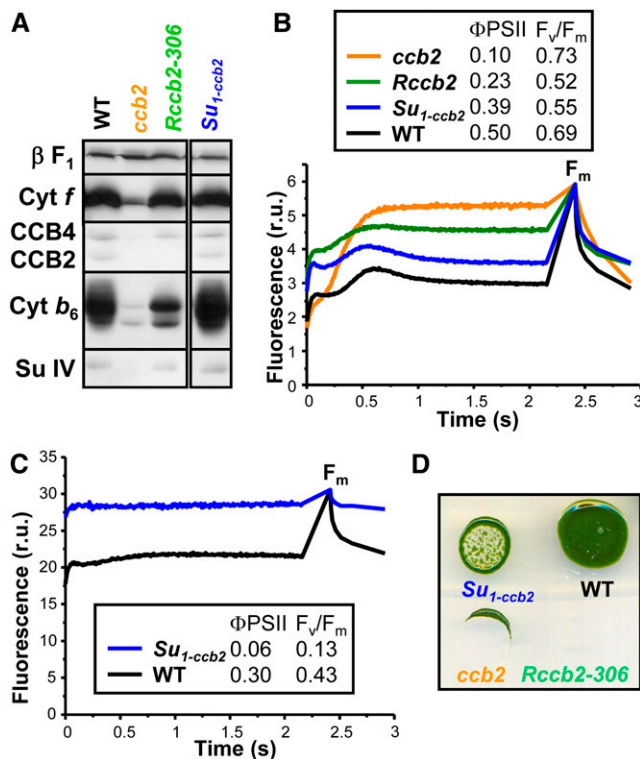 A
WT
ccb2
Rccb2-306
Su1-ccb2
β F1
Cyt f
CCB4
CCB2
Cyt b6
Su IV
B
ΦPSII Fv/Fm
ccb2 0.10 0.73
Rccb2 0.23 0.52
Su1-ccb2 0.39 0.55
WT 0.50 0.69
Fm
Fluorescence (r.u.)
6
5
4
3
2
1
0
0 0.5 1 1.5 2 2.5 3
Time (s)
C
Fm
Fluorescence (r.u.)
35
30
25
20
15
10
5
0
ΦPSII Fv/Fm
Su1-ccb2 0.06 0.13
WT 0.30 0.43
0 0.5 1 1.5 2 2.5 3
Time (s)
D
Su1-ccb2 WT
ccb2 Rccb2-306